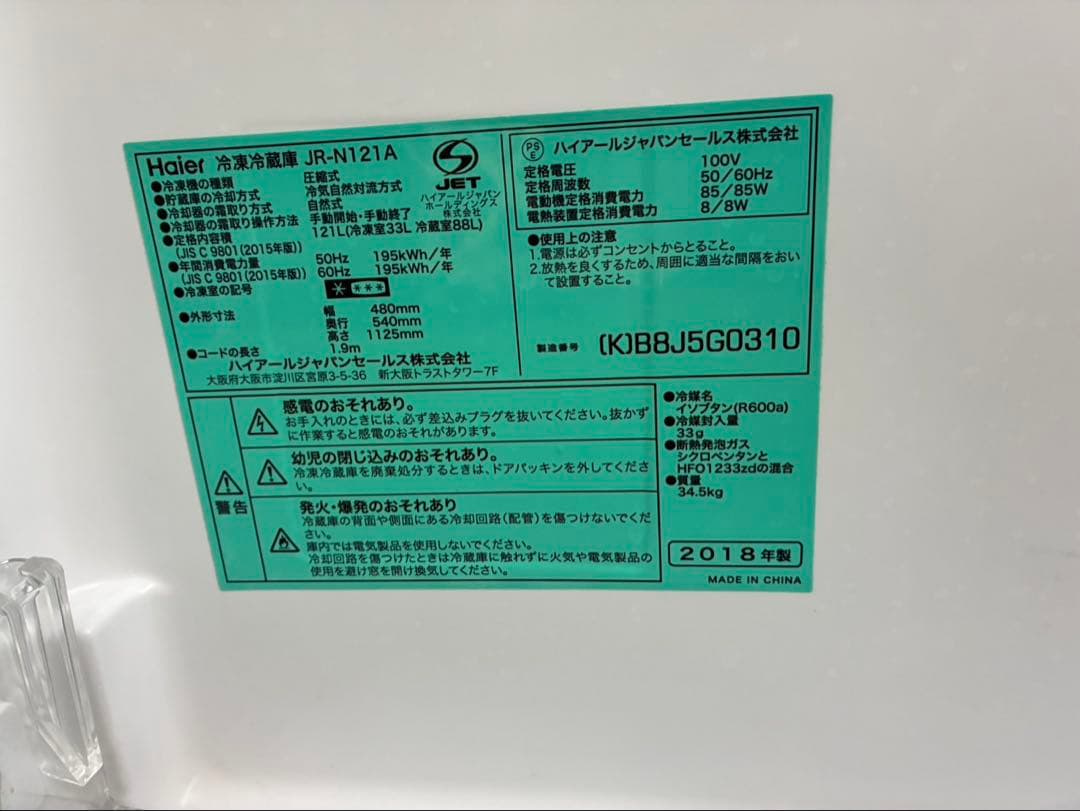 Haier 冷凍冷蔵庫 JR-N121A
●冷凍機の種類 圧縮式
●貯蔵庫の冷却方式 冷気自然対流方式
●冷却器の霜取り方式 自然式
●冷却器の霜取り操作方法 手動開始・手動終了
●定格内容積 121L(冷凍室33L 冷蔵室88L)
(JIS C 9801(2015年版))
●年間消費電力量 50Hz 195kWh/年
(JIS C 9801(2015年版)) 60Hz 195kWh/年
●冷凍室の記号 * ***
●外形寸法 幅 480mm
奥行 540mm
高さ 1125mm
●コードの長さ 1.9m
ハイアールジャパンセールス株式会社
大阪府大阪市淀川区宮原3-5-36 新大阪トラストタワー7F
S
JET
ハイアールジャパン
ホールディングス
株式会社
PS
E
ハイアールジャパンセールス株式会社
定格電圧 100V
定格周波数 50/60Hz
電動機定格消費電力 85/85W
電熱装置定格消費電力 8/8W
●使用上の注意
1.電源は必ずコンセントからとること。
2.放熱を良くするため、周囲に適当な間隔をおい
て設置すること。
製造番号 (K)B8J5G0310
警告
感電のおそれあり。
お手入れのときには、必ず差込みプラグを抜いてください。抜かず
に作業すると感電のおそれがあります。
幼児の閉じ込みのおそれあり。
冷凍冷蔵庫を廃棄処分するときは、ドアパッキンを外してくださ
い。
発火・爆発のおそれあり
冷蔵庫の背面や側面にある冷却回路(配管)を傷つけないでくだ
さい。
庫内では電気製品を使用しないでください。
冷却回路を傷つけたときは冷蔵庫に触れずに火気や電気製品の
使用を避け窓を開け換気してください。
●冷媒名
イソブタン(R600a)
●冷媒封入量
33g
●断熱発泡ガス
シクロペンタンと
HFO1233zdの混合
●質量
34.5kg
2018年製
MADE IN CHINA